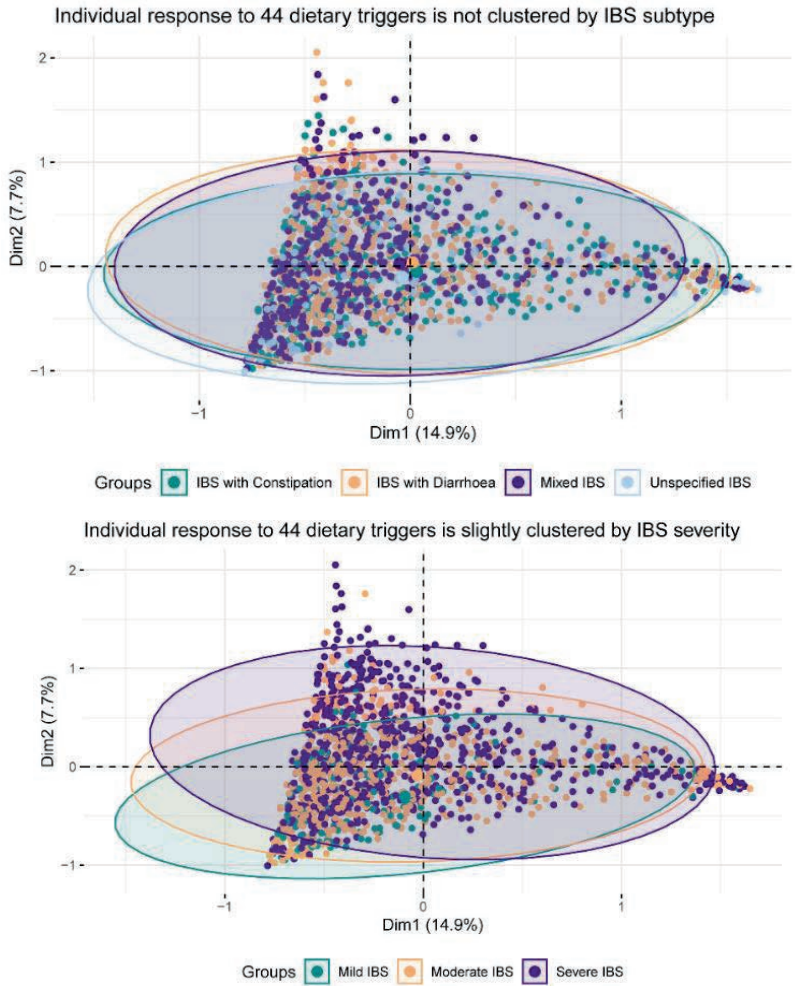 Individual response to 44 dietary triggers is not clustered by IBS subtype
2
1
0
−1
Dim2 (7.7%)
−1
0
1
Dim1 (14.9%)
Groups IBS with Constipation IBS with Diarrhoea Mixed IBS Unspecified IBS
Individual response to 44 dietary triggers is slightly clustered by IBS severity
2
1
0
−1
Dim2 (7.7%)
−1
0
1
Dim1 (14.9%)
Groups Mild IBS Moderate IBS Severe IBS